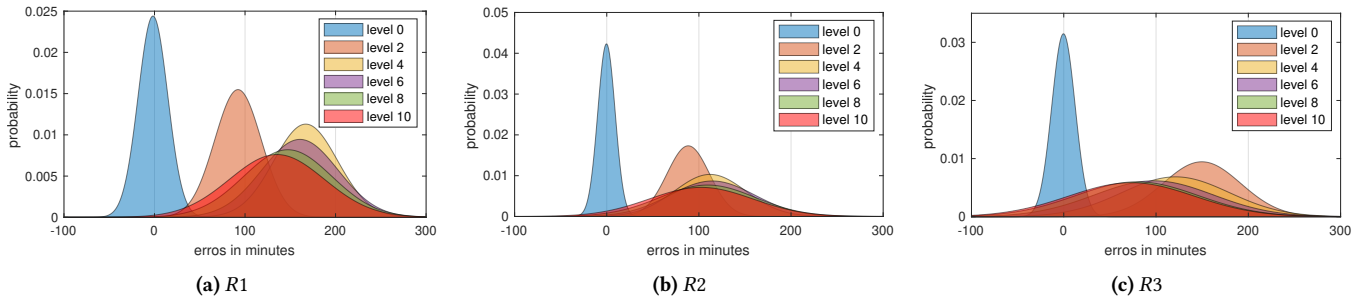 0.025
0.02
0.015
0.01
0.005
0
probability
-100 0 100 200 300
erros in minutes
level 0
level 2
level 4
level 6
level 8
level 10
(a) R1
0.05
0.04
0.03
0.02
0.01
0
probability
-100 0 100 200 300
erros in minutes
level 0
level 2
level 4
level 6
level 8
level 10
(b) R2
0.03
0.02
0.01
0
probability
-100 0 100 200 300
erros in minutes
level 0
level 2
level 4
level 6
level 8
level 10
(c) R3